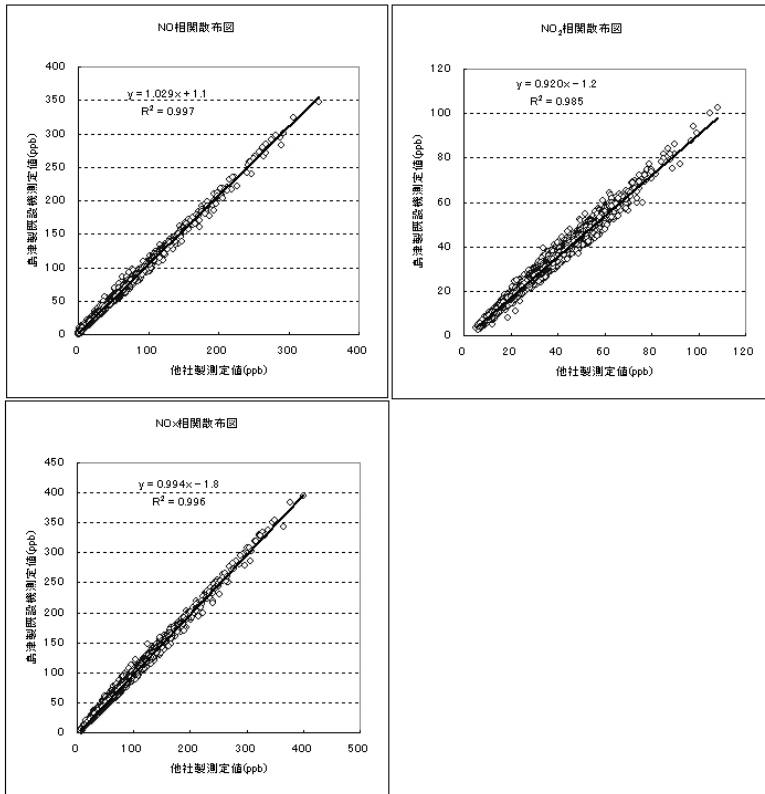 NO相関散布図
y = 1.029x + 1.1
R² = 0.997
400
350
300
250
200
150
100
50
0
島津製既設機測定値(ppb)
0 100 200 300 400
他社製測定値(ppb)
NO₂相関散布図
y = 0.920x − 1.2
R² = 0.985
120
100
80
60
40
20
0
島津製既設機測定値(ppb)
0 20 40 60 80 100 120
他社製測定値(ppb)
NOx相関散布図
y = 0.994x − 1.8
R² = 0.996
450
400
350
300
250
200
150
100
50
0
島津製既設機測定値(ppb)
0 100 200 300 400 500
他社製測定値(ppb)